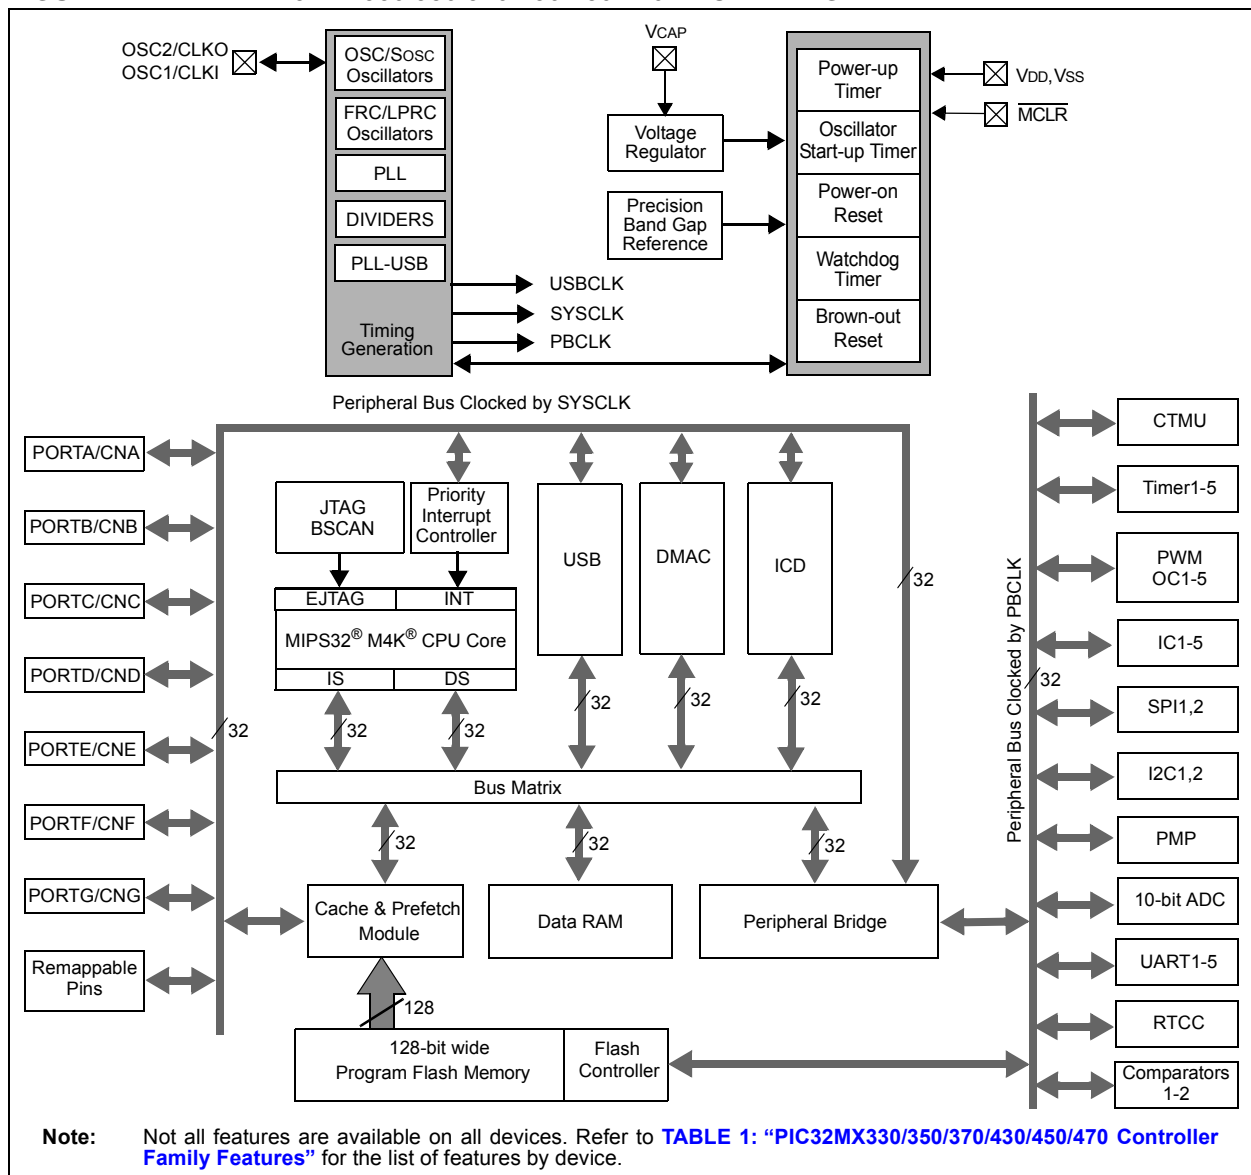 OSC2/CLKO
OSC1/CLKI
OSC/SOSC
Oscillators
FRC/LPRC
Oscillators
PLL
DIVIDERS
PLL-USB
Timing
Generation
USBCLK
SYSCLK
PBCLK
VCAP
Voltage
Regulator
Precision
Band Gap
Reference
Power-up
Timer
Oscillator
Start-up Timer
Power-on
Reset
Watchdog
Timer
Brown-out
Reset
VDD, VSS
MCLR
Peripheral Bus Clocked by SYSCLK
PORTA/CNA
PORTB/CNB
PORTC/CNC
PORTD/CND
PORTE/CNE
PORTF/CNF
PORTG/CNG
Remappable
Pins
32
JTAG
BSCAN
Priority
Interrupt
Controller
EJTAG
INT
MIPS32® M4K® CPU Core
IS
DS
USB
DMAC
ICD
32
32
32
32
32
32
Bus Matrix
32
32
32
Cache & Prefetch
Module
Data RAM
Peripheral Bridge
128
128-bit wide
Program Flash Memory
Flash
Controller
Peripheral Bus Clocked by PBCLK
32
CTMU
Timer1-5
PWM
OC1-5
IC1-5
SPI1,2
I2C1,2
PMP
10-bit ADC
UART1-5
RTCC
Comparators
1-2
Note: Not all features are available on all devices. Refer to TABLE 1: “PIC32MX330/350/370/430/450/470 Controller
Family Features” for the list of features by device.